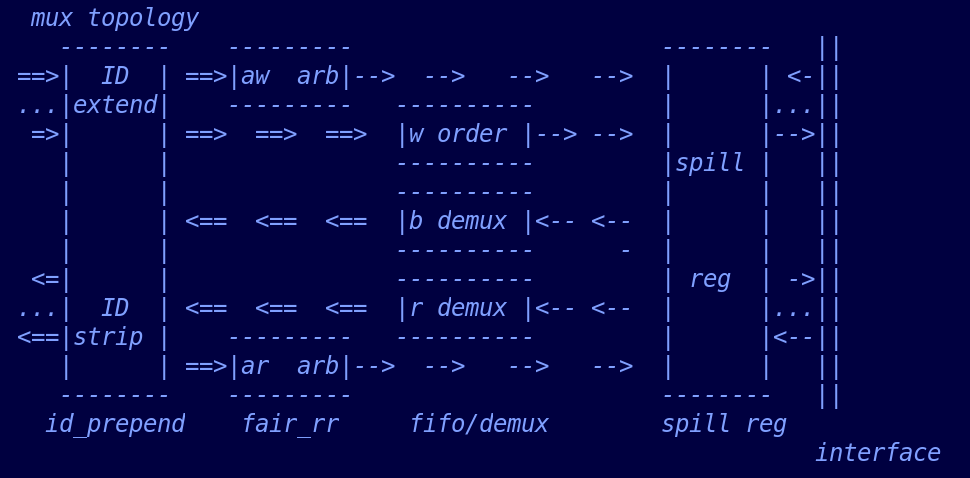 mux topology
   --------    ---------                      --------   ||
==>|  ID  | ==>|aw  arb|-->  -->   -->   -->  |      | <-||
...|extend|    ---------   ----------         |      |...||
 =>|      | ==>  ==>  ==>  |w order |--> -->  |      |-->||
   |      |                ----------         |spill |   ||
   |      |                ----------         |      |   ||
   |      | <==  <==  <==  |b demux |<-- <--  |      |   ||
   |      |                ----------      -  |      |   ||
 <=|      |                ----------         | reg  | ->||
...|  ID  | <==  <==  <==  |r demux |<-- <--  |      |...||
<==|strip |    ---------   ----------         |      |<--||
   |      | ==>|ar  arb|-->  -->   -->   -->  |      |   ||
   --------    ---------                      --------   ||
  id_prepend    fair_rr     fifo/demux        spill reg
                                                         interface